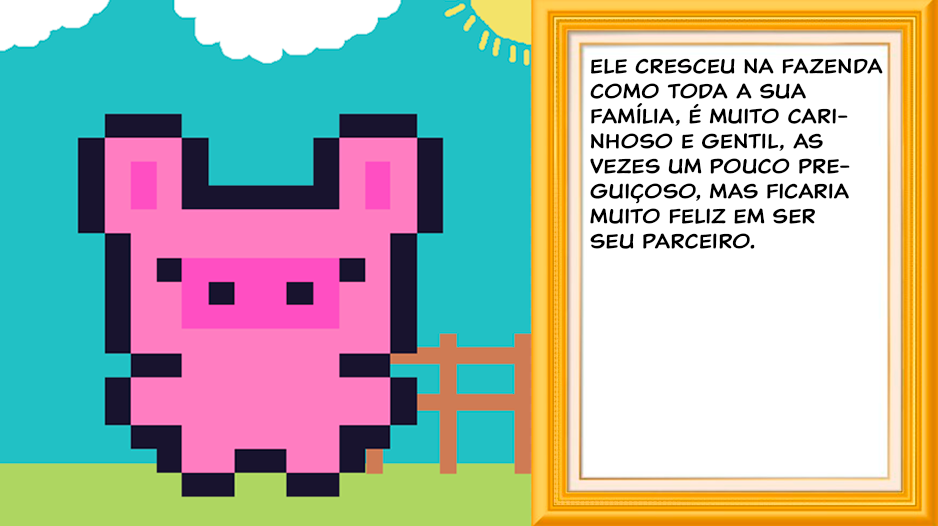 ELE CRESCEU NA FAZENDA
COMO TODA A SUA
FAMÍLIA, É MUITO CARI-
NHOSO E GENTIL, AS
VEZES UM POUCO PRE-
GUIÇOSO, MAS FICARIA
MUITO FELIZ EM SER
SEU PARCEIRO.